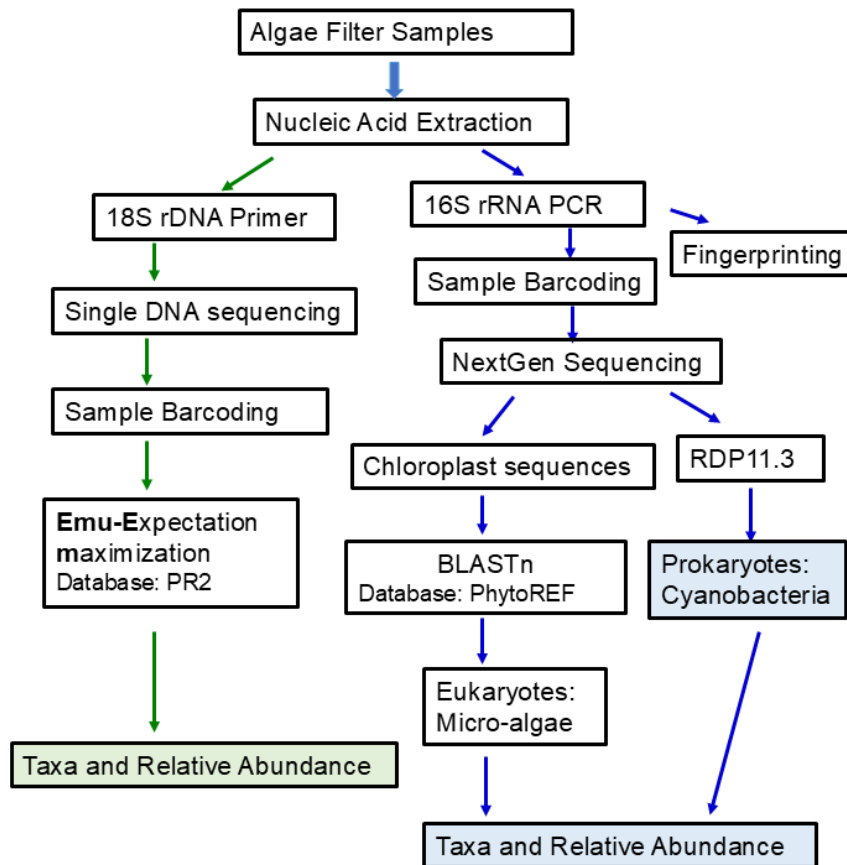 Algae Filter Samples
Nucleic Acid Extraction
18S rDNA Primer
16S rRNA PCR
Fingerprinting
Single DNA sequencing
Sample Barcoding
NextGen Sequencing
Sample Barcoding
Chloroplast sequences
RDP11.3
Emu-Expectation
maximization
Database: PR2
BLASTn
Database: PhytoREF
Prokaryotes:
Cyanobacteria
Eukaryotes:
Micro-algae
Taxa and Relative Abundance
Taxa and Relative Abundance